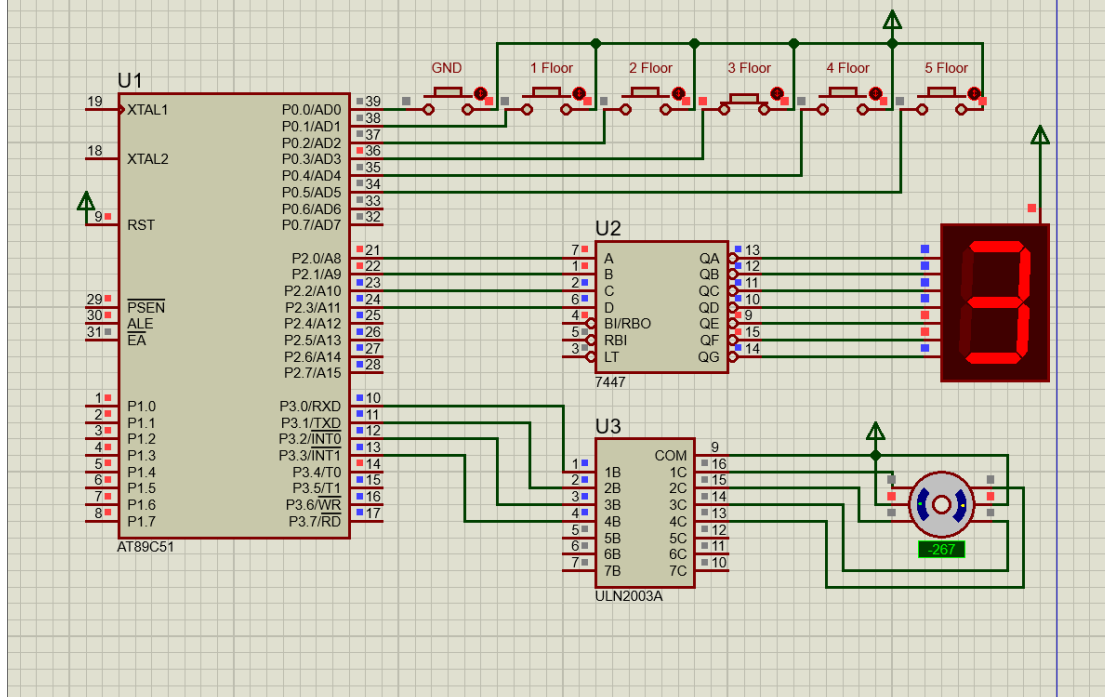 GND
1 Floor
2 Floor
3 Floor
4 Floor
5 Floor
U1
19 XTAL1
18 XTAL2
9 RST
29 PSEN
30 ALE
31 EA
1 P1.0
2 P1.1
3 P1.2
4 P1.3
5 P1.4
6 P1.5
7 P1.6
8 P1.7
P0.0/AD0 39
P0.1/AD1 38
P0.2/AD2 37
P0.3/AD3 36
P0.4/AD4 35
P0.5/AD5 34
P0.6/AD6 33
P0.7/AD7 32
P2.0/A8 21
P2.1/A9 22
P2.2/A10 23
P2.3/A11 24
P2.4/A12 25
P2.5/A13 26
P2.6/A14 27
P2.7/A15 28
P3.0/RXD 10
P3.1/TXD 11
P3.2/INT0 12
P3.3/INT1 13
P3.4/T0 14
P3.5/T1 15
P3.6/WR 16
P3.7/RD 17
AT89C51
U2
7 A QA 13
1 B QB 12
2 C QC 11
6 D QD 10
4 BI/RBO QE 9
5 RBI QF 15
3 LT QG 14
7447
3
U3
COM 9
1 1B 1C 16
2 2B 2C 15
3 3B 3C 14
4 4B 4C 13
5 5B 5C 12
6 6B 6C 11
7 7B 7C 10
ULN2003A
-267